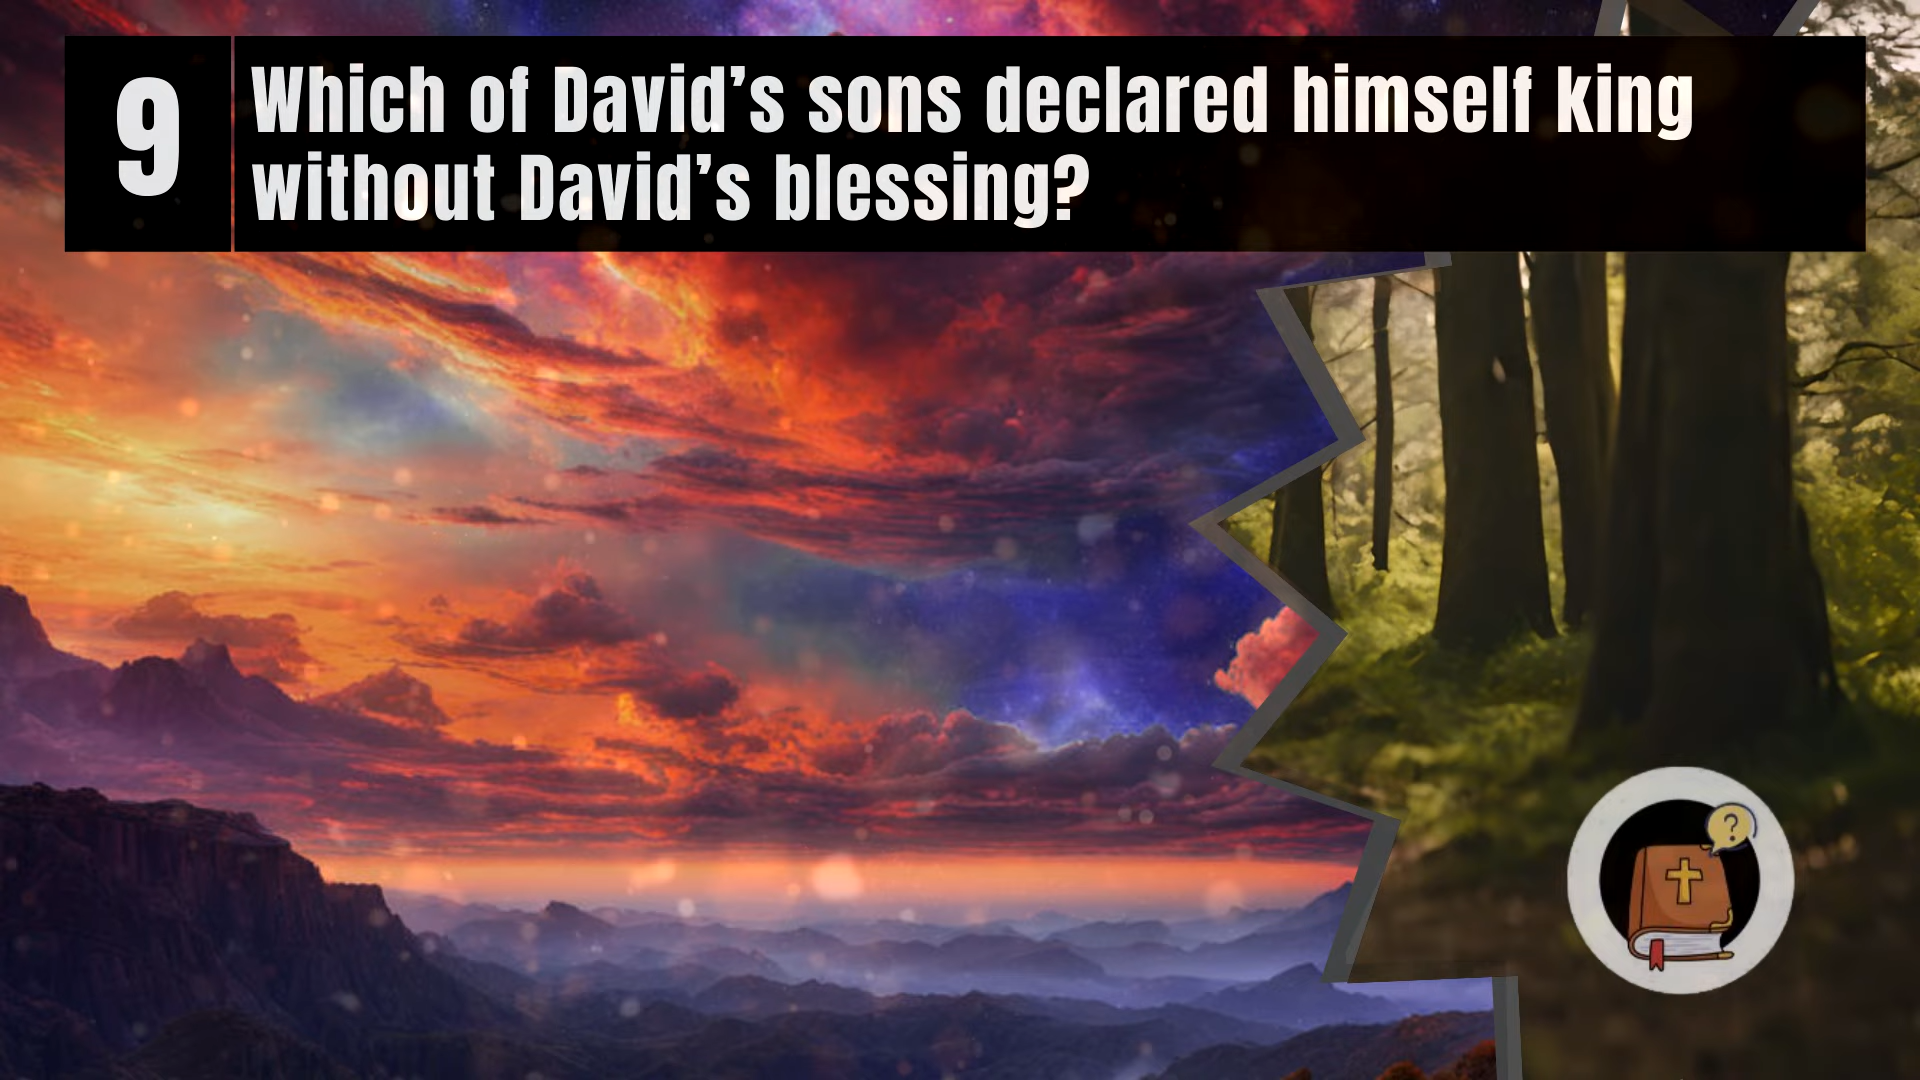 9
Which of David’s sons declared himself king
without David’s blessing?
?